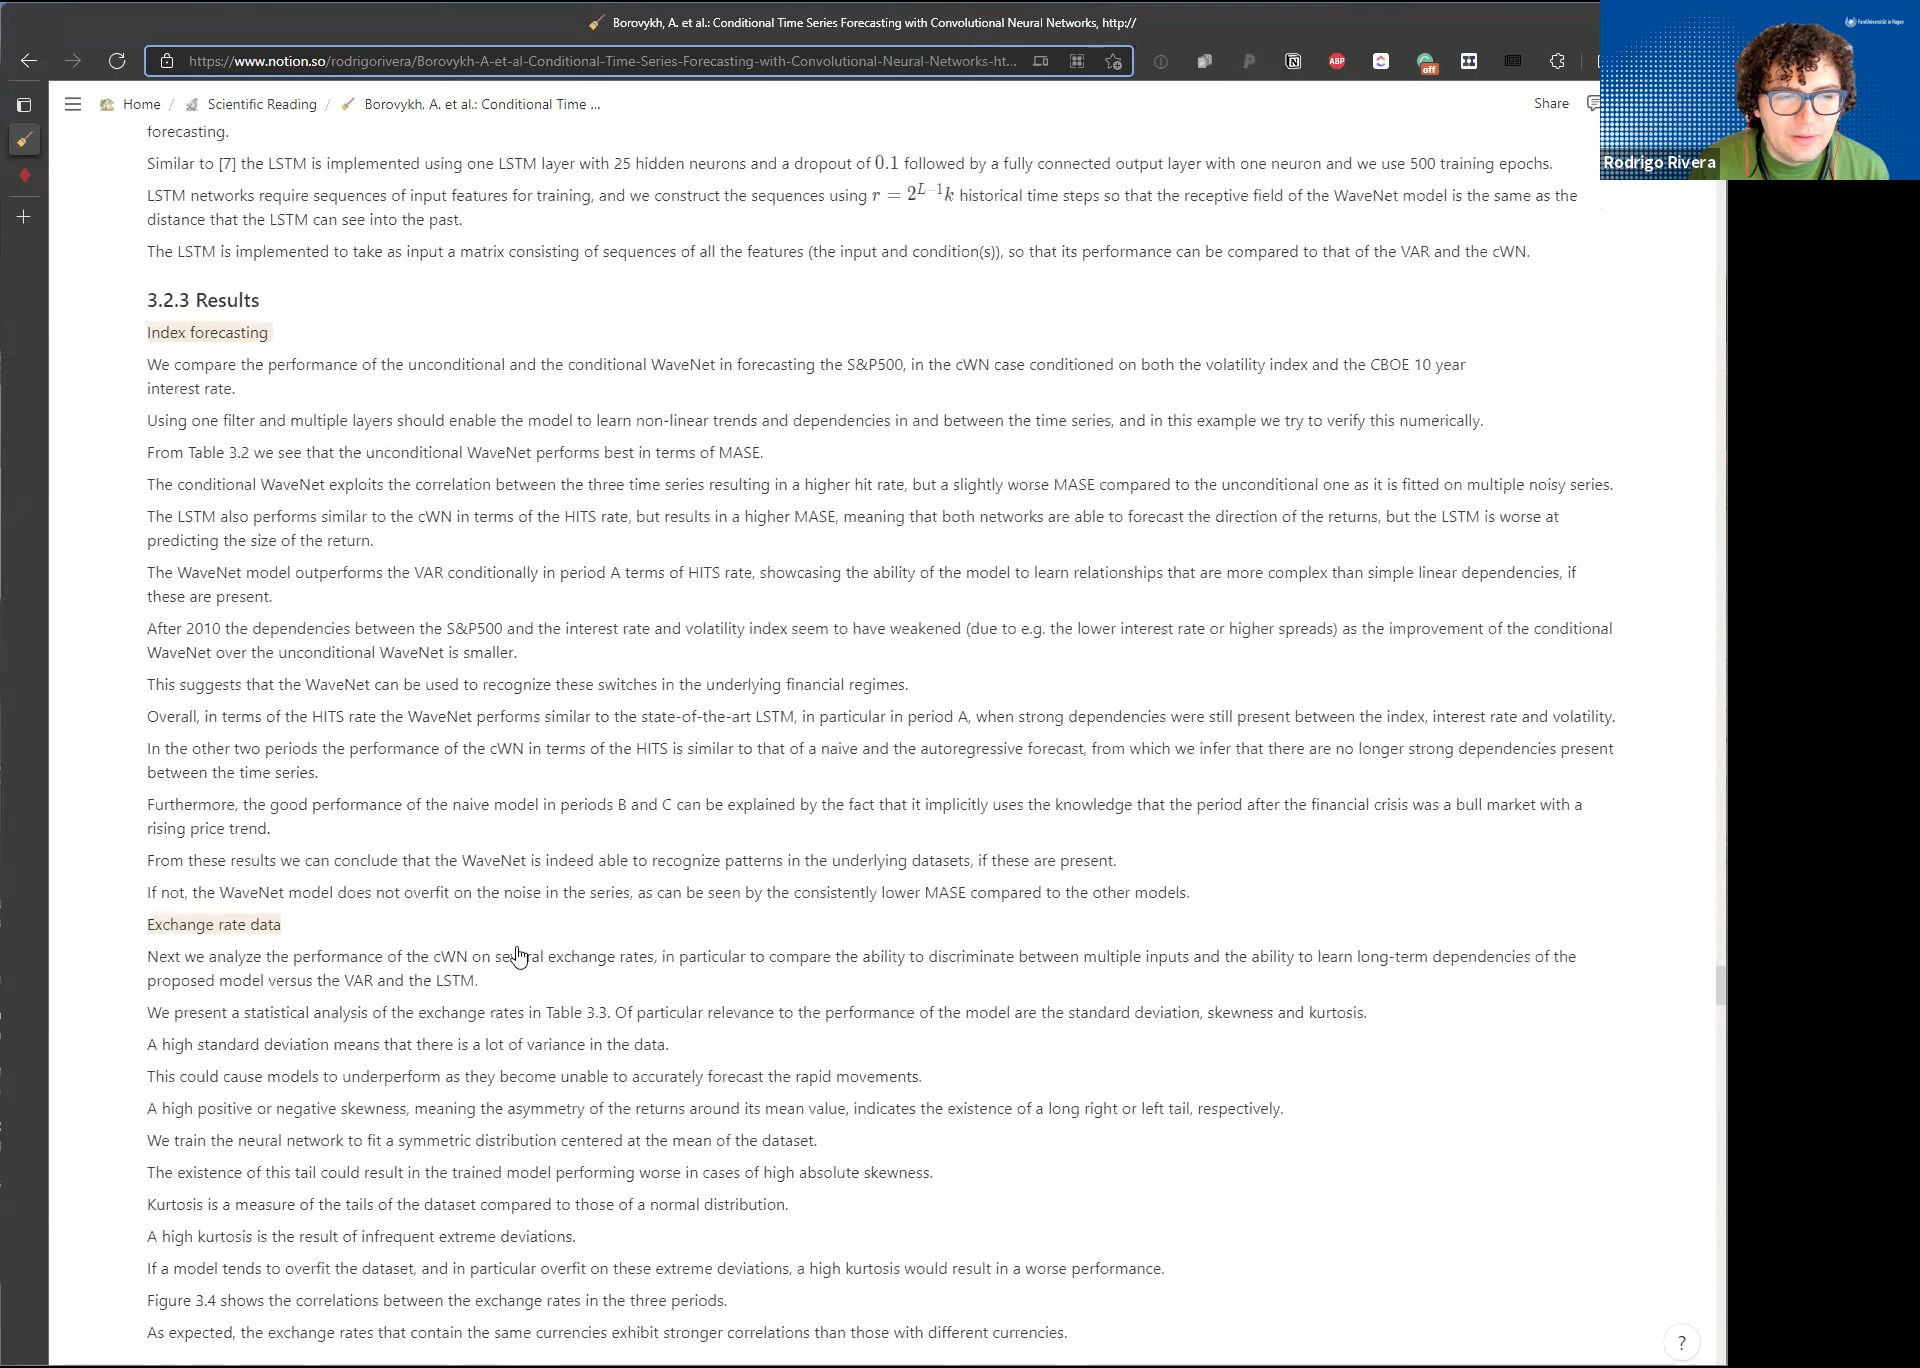 Borovykh, A. et al.: Conditional Time Series Forecasting with Convolutional Neural Networks, http://
https://www.notion.so/rodrigorivera/Borovykh-A-et-al-Conditional-Time-Series-Forecasting-with-Convolutional-Neural-Networks-ht...
ABP
off
Home / Scientific Reading / Borovykh, A. et al.: Conditional Time ...
Share
FernUniversität in Hagen
Rodrigo Rivera
forecasting.
Similar to [7] the LSTM is implemented using one LSTM layer with 25 hidden neurons and a dropout of 0.1 followed by a fully connected output layer with one neuron and we use 500 training epochs.
LSTM networks require sequences of input features for training, and we construct the sequences using r = 2^{L−1}k historical time steps so that the receptive field of the WaveNet model is the same as the
distance that the LSTM can see into the past.
The LSTM is implemented to take as input a matrix consisting of sequences of all the features (the input and condition(s)), so that its performance can be compared to that of the VAR and the cWN.
3.2.3 Results
Index forecasting
We compare the performance of the unconditional and the conditional WaveNet in forecasting the S&P500, in the cWN case conditioned on both the volatility index and the CBOE 10 year
interest rate.
Using one filter and multiple layers should enable the model to learn non-linear trends and dependencies in and between the time series, and in this example we try to verify this numerically.
From Table 3.2 we see that the unconditional WaveNet performs best in terms of MASE.
The conditional WaveNet exploits the correlation between the three time series resulting in a higher hit rate, but a slightly worse MASE compared to the unconditional one as it is fitted on multiple noisy series.
The LSTM also performs similar to the cWN in terms of the HITS rate, but results in a higher MASE, meaning that both networks are able to forecast the direction of the returns, but the LSTM is worse at
predicting the size of the return.
The WaveNet model outperforms the VAR conditionally in period A terms of HITS rate, showcasing the ability of the model to learn relationships that are more complex than simple linear dependencies, if
these are present.
After 2010 the dependencies between the S&P500 and the interest rate and volatility index seem to have weakened (due to e.g. the lower interest rate or higher spreads) as the improvement of the conditional
WaveNet over the unconditional WaveNet is smaller.
This suggests that the WaveNet can be used to recognize these switches in the underlying financial regimes.
Overall, in terms of the HITS rate the WaveNet performs similar to the state-of-the-art LSTM, in particular in period A, when strong dependencies were still present between the index, interest rate and volatility.
In the other two periods the performance of the cWN in terms of the HITS is similar to that of a naive and the autoregressive forecast, from which we infer that there are no longer strong dependencies present
between the time series.
Furthermore, the good performance of the naive model in periods B and C can be explained by the fact that it implicitly uses the knowledge that the period after the financial crisis was a bull market with a
rising price trend.
From these results we can conclude that the WaveNet is indeed able to recognize patterns in the underlying datasets, if these are present.
If not, the WaveNet model does not overfit on the noise in the series, as can be seen by the consistently lower MASE compared to the other models.
Exchange rate data
Next we analyze the performance of the cWN on several exchange rates, in particular to compare the ability to discriminate between multiple inputs and the ability to learn long-term dependencies of the
proposed model versus the VAR and the LSTM.
We present a statistical analysis of the exchange rates in Table 3.3. Of particular relevance to the performance of the model are the standard deviation, skewness and kurtosis.
A high standard deviation means that there is a lot of variance in the data.
This could cause models to underperform as they become unable to accurately forecast the rapid movements.
A high positive or negative skewness, meaning the asymmetry of the returns around its mean value, indicates the existence of a long right or left tail, respectively.
We train the neural network to fit a symmetric distribution centered at the mean of the dataset.
The existence of this tail could result in the trained model performing worse in cases of high absolute skewness.
Kurtosis is a measure of the tails of the dataset compared to those of a normal distribution.
A high kurtosis is the result of infrequent extreme deviations.
If a model tends to overfit the dataset, and in particular overfit on these extreme deviations, a high kurtosis would result in a worse performance.
Figure 3.4 shows the correlations between the exchange rates in the three periods.
As expected, the exchange rates that contain the same currencies exhibit stronger correlations than those with different currencies.
?